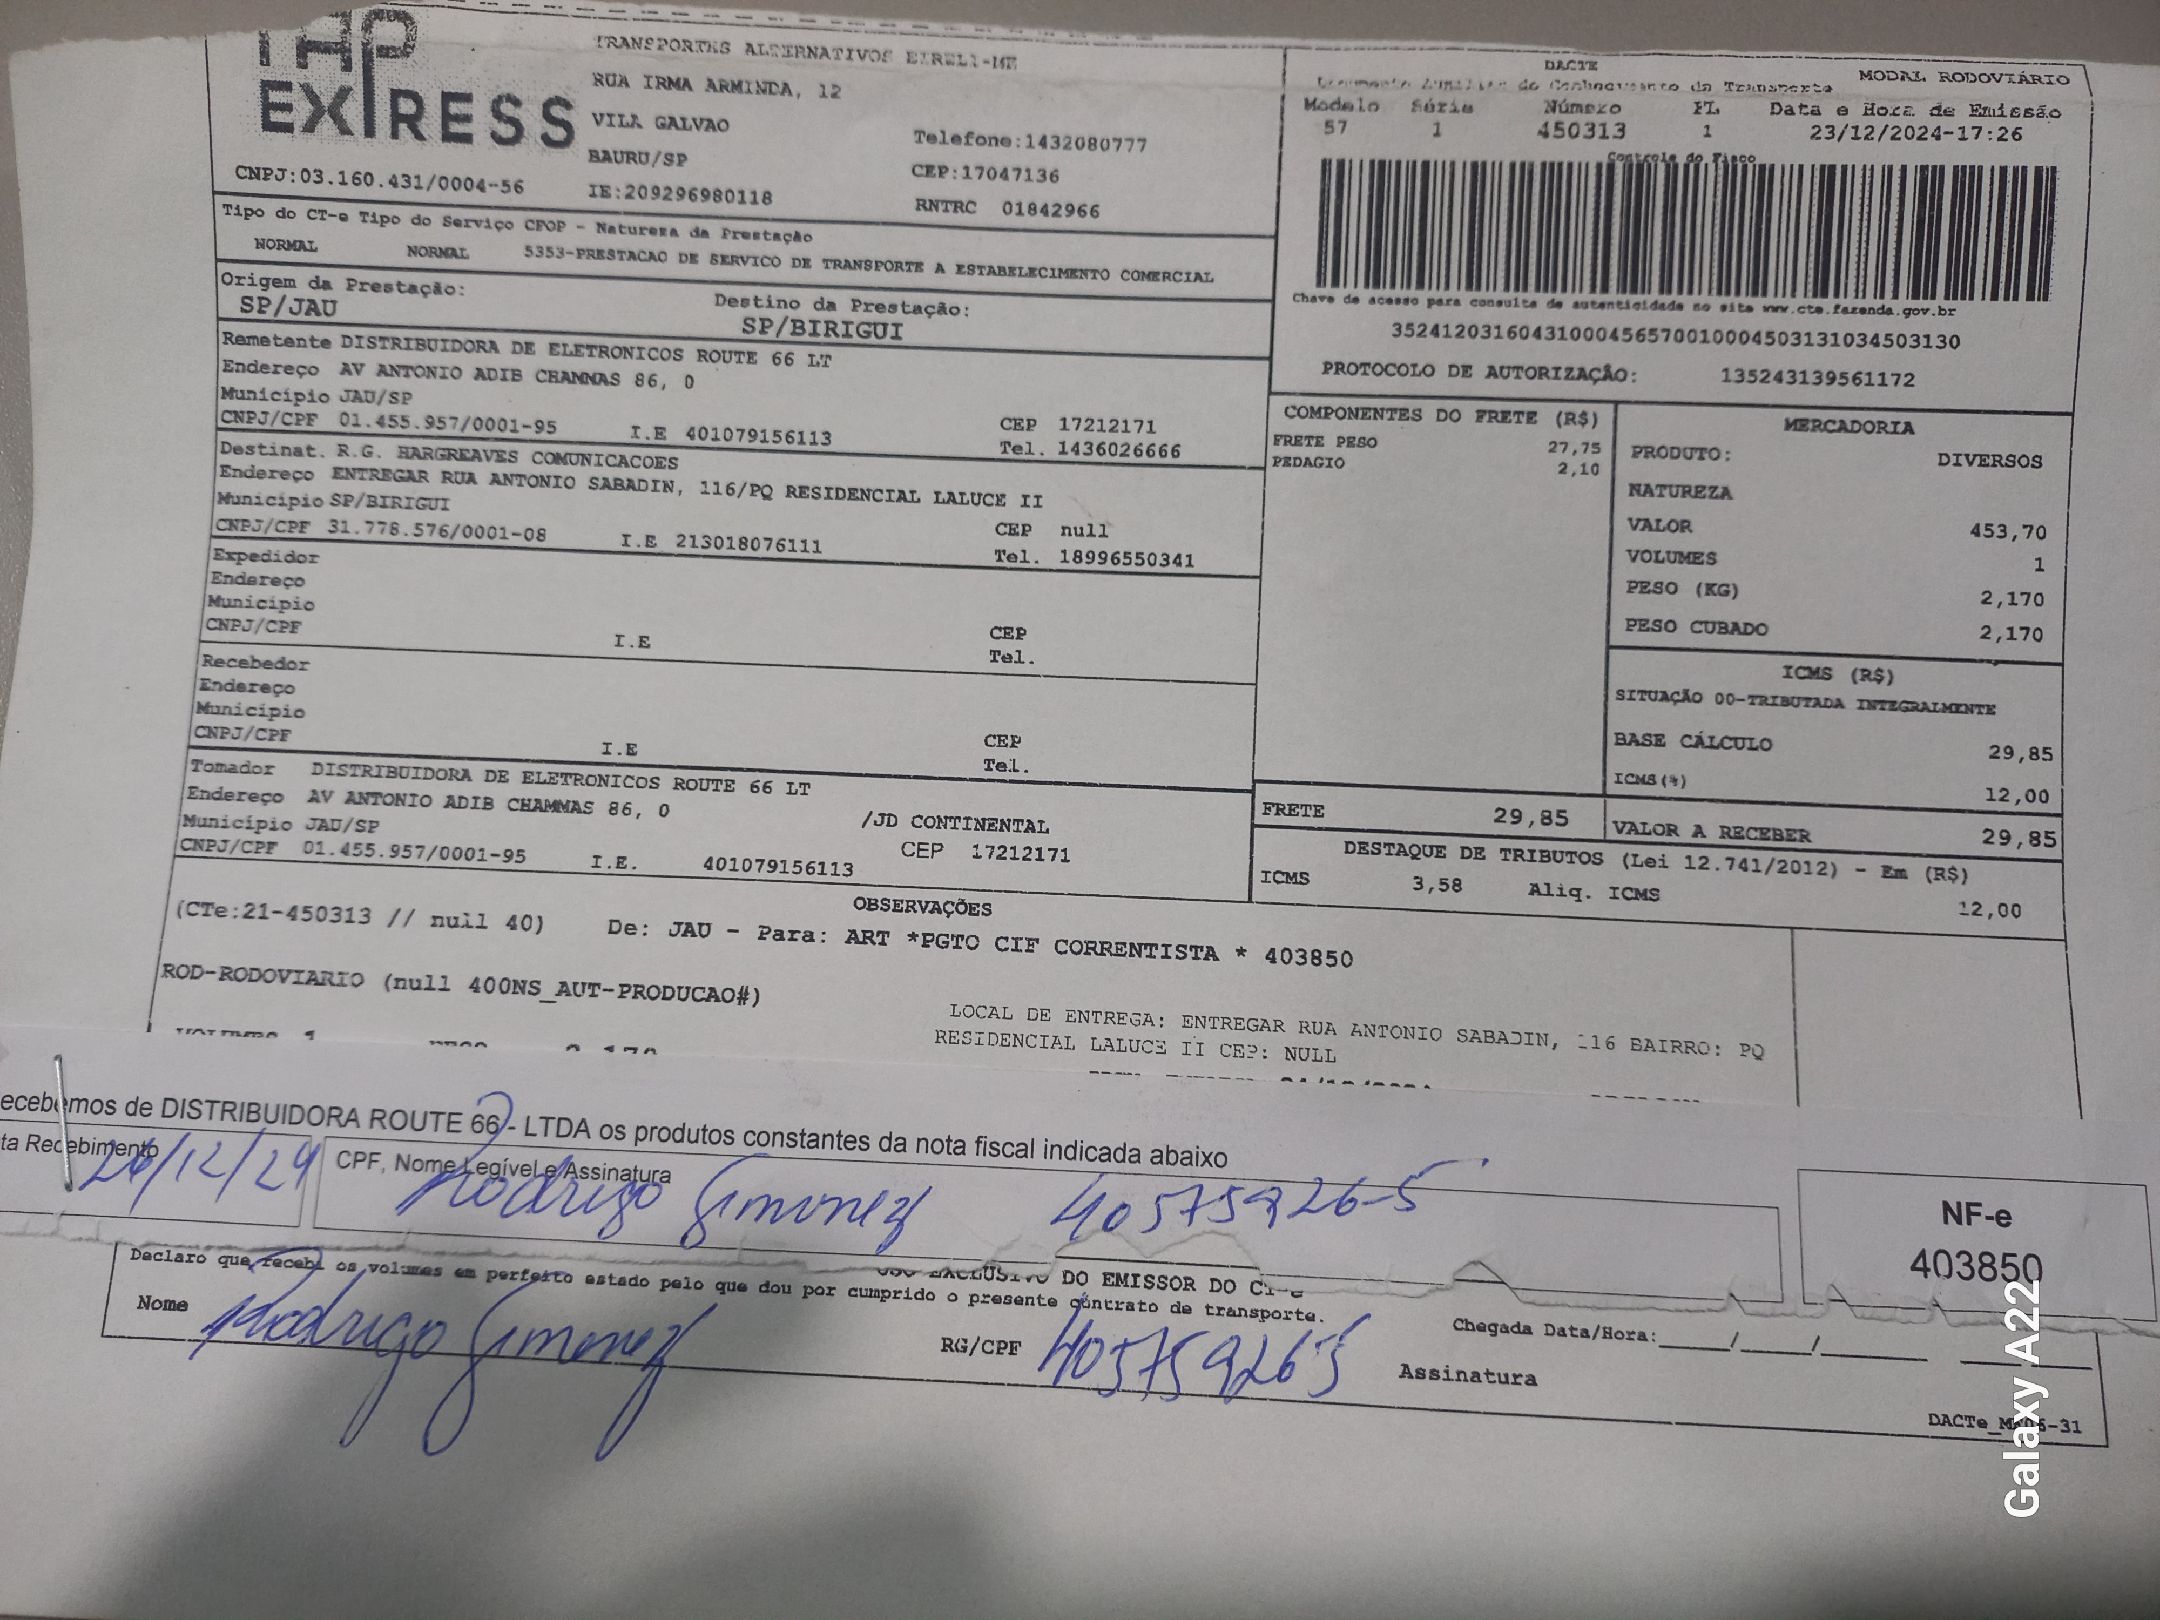 TAP
EXPRESS
TRANSPORTES ALTERNATIVOS EIRELI-ME
RUA IRMA ARMINDA, 12
VILA GALVAO
BAURU/SP
Telefone:1432080777
CEP:17047136
CNPJ:03.160.431/0004-56
IE:209296980118
RNTRC 01842966
DACTE
MODAL RODOVIÁRIO
Documento Auxiliar do Conhecimento de Transporte
Modelo Série Número FL Data e Hora de Emissão
57 1 450313 1 23/12/2024-17:26
Controle do Fisco
Chave de acesso para consulta de autenticidade no site www.cte.fazenda.gov.br
35241203160431000456570010004503131034503130
PROTOCOLO DE AUTORIZAÇÃO: 135243139561172
Tipo do CT-e Tipo do Serviço CFOP - Natureza da Prestação
NORMAL NORMAL 5353-PRESTACAO DE SERVICO DE TRANSPORTE A ESTABELECIMENTO COMERCIAL
Origem da Prestação: Destino da Prestação:
SP/JAU SP/BIRIGUI
Remetente DISTRIBUIDORA DE ELETRONICOS ROUTE 66 LT
Endereço AV ANTONIO ADIB CHAMMAS 86, 0
Município JAU/SP CEP 17212171
CNPJ/CPF 01.455.957/0001-95 I.E 401079156113 Tel. 1436026666
Destinat. R.G. HARGREAVES COMUNICACOES
Endereço ENTREGAR RUA ANTONIO SABADIN, 116/PQ RESIDENCIAL LALUCE II
Município SP/BIRIGUI CEP null
CNPJ/CPF 31.778.576/0001-08 I.E 213018076111 Tel. 18996550341
Expedidor
Endereço
Município CEP
CNPJ/CPF I.E Tel.
Recebedor
Endereço
Município CEP
CNPJ/CPF I.E Tel.
Tomador DISTRIBUIDORA DE ELETRONICOS ROUTE 66 LT
Endereço AV ANTONIO ADIB CHAMMAS 86, 0 /JD CONTINENTAL
Município JAU/SP CEP 17212171
CNPJ/CPF 01.455.957/0001-95 I.E. 401079156113
COMPONENTES DO FRETE (R$)
FRETE PESO 27,75
PEDAGIO 2,10
MERCADORIA
PRODUTO: DIVERSOS
NATUREZA
VALOR 453,70
VOLUMES 1
PESO (KG) 2,170
PESO CUBADO 2,170
ICMS (R$)
SITUAÇÃO 00-TRIBUTADA INTEGRALMENTE
BASE CÁLCULO 29,85
ICMS(%) 12,00
FRETE 29,85 VALOR A RECEBER 29,85
DESTAQUE DE TRIBUTOS (Lei 12.741/2012) - Em (R$)
ICMS 3,58 Aliq. ICMS 12,00
OBSERVAÇÕES
(CTe:21-450313 // null 40) De: JAU - Para: ART *PGTO CIF CORRENTISTA * 403850
ROD-RODOVIARIO (null 400NS_AUT-PRODUCAO#)
LOCAL DE ENTREGA: ENTREGAR RUA ANTONIO SABADIN, 116 BAIRRO: PQ
RESIDENCIAL LALUCE II CEP: NULL
ecebemos de DISTRIBUIDORA ROUTE 66 - LTDA os produtos constantes da nota fiscal indicada abaixo
ta Recebimento CPF, Nome Legível e Assinatura
26/12/24 Rodrigo Gimenez 40575926-5
NF-e
403850
USO EXCLUSIVO DO EMISSOR DO CT-e
Declaro que recebi os volumes em perfeito estado pelo que dou por cumprido o presente contrato de transporte.
Nome Rodrigo Gimenez RG/CPF 405759265 Chegada Data/Hora:____/____/______ ______
Assinatura
Galaxy A22